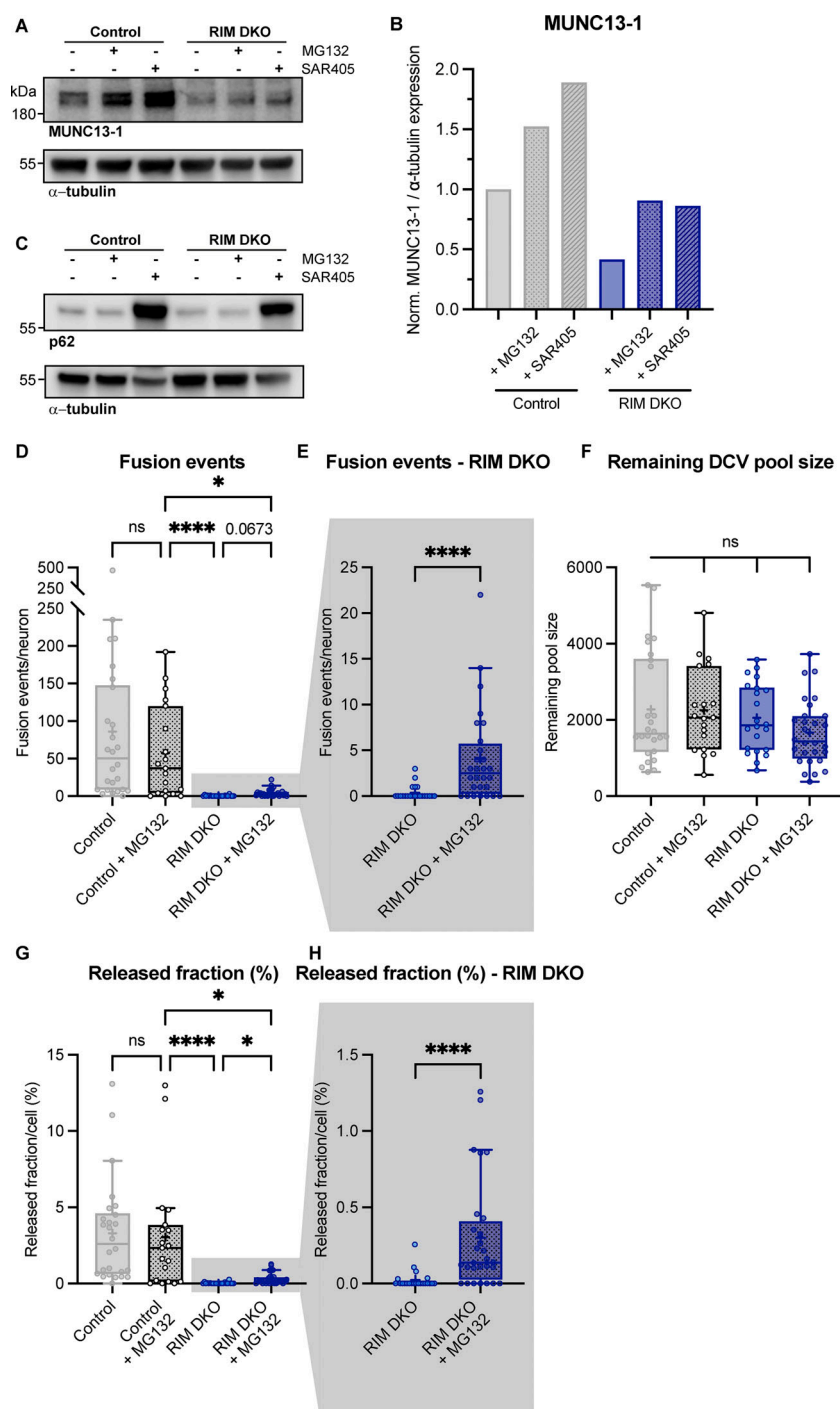 A
Control
RIM DKO
- + - - + - MG132
- - + - - + SAR405
kDa
180
MUNC13-1
55
α–tubulin
B
MUNC13-1
Norm. MUNC13-1 / α-tubulin expression
2.0
1.5
1.0
0.5
0.0
+ MG132
+ SAR405
+ MG132
+ SAR405
Control
RIM DKO
C
Control
RIM DKO
- + - - + - MG132
- - + - - + SAR405
55
p62
55
α–tubulin
D
Fusion events
*
ns
****
0.0673
Fusion events/neuron
500
250
250
200
150
100
50
0
Control
Control + MG132
RIM DKO
RIM DKO + MG132
E
Fusion events - RIM DKO
****
Fusion events/neuron
25
20
15
10
5
0
RIM DKO
RIM DKO + MG132
F
Remaining DCV pool size
ns
Remaining pool size
6000
4000
2000
0
Control
Control + MG132
RIM DKO
RIM DKO + MG132
G
Released fraction (%)
*
ns
****
*
Released fraction/cell (%)
15
10
5
0
Control
Control
+ MG132
RIM DKO
RIM DKO
+ MG132
H
Released fraction (%) - RIM DKO
****
Released fraction/cell (%)
1.5
1.0
0.5
0.0
RIM DKO
RIM DKO
+ MG132